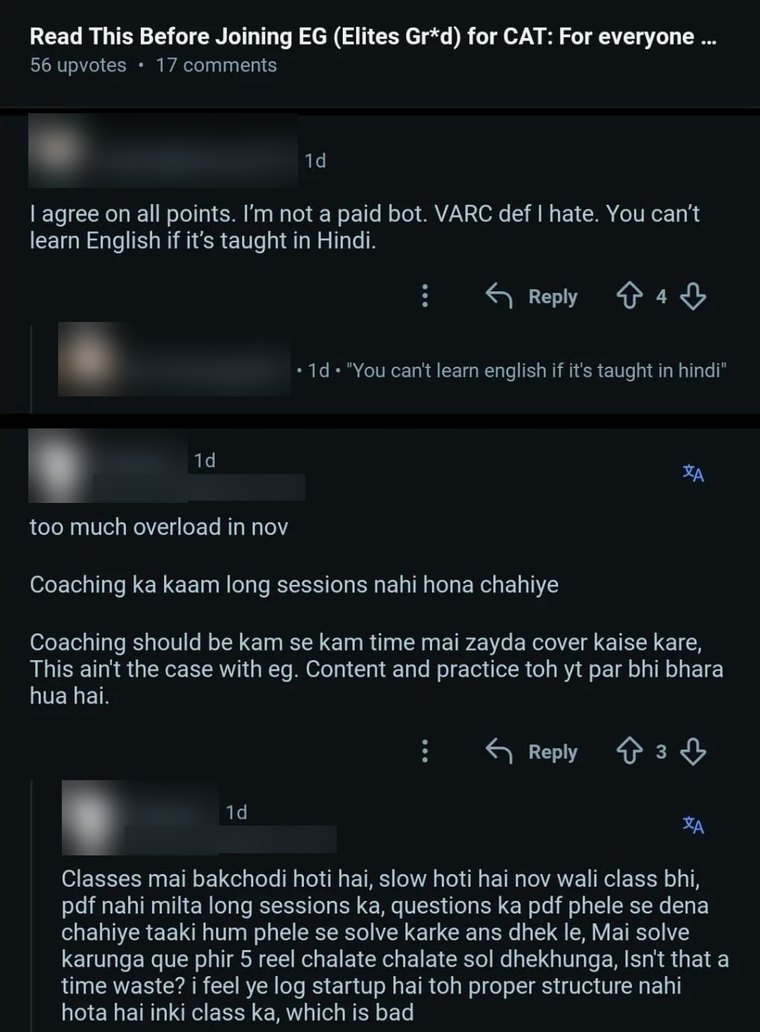 Read This Before Joining EG (Elites Gr*d) for CAT: For everyone ...
56 upvotes • 17 comments
1d
I agree on all points. I'm not a paid bot. VARC def I hate. You can't
learn English if it's taught in Hindi.
Reply 4
• 1d • "You can't learn english if it's taught in hindi"
1d
too much overload in nov
Coaching ka kaam long sessions nahi hona chahiye
Coaching should be kam se kam time mai zayda cover kaise kare,
This ain't the case with eg. Content and practice toh yt par bhi bhara
hua hai.
Reply 3
1d
Classes mai bakchodi hoti hai, slow hoti hai nov wali class bhi,
pdf nahi milta long sessions ka, questions ka pdf phele se dena
chahiye taaki hum phele se solve karke ans dhek le, Mai solve
karunga que phir 5 reel chalate chalate sol dhekhunga, Isn't that a
time waste? i feel ye log startup hai toh proper structure nahi
hota hai inki class ka, which is bad